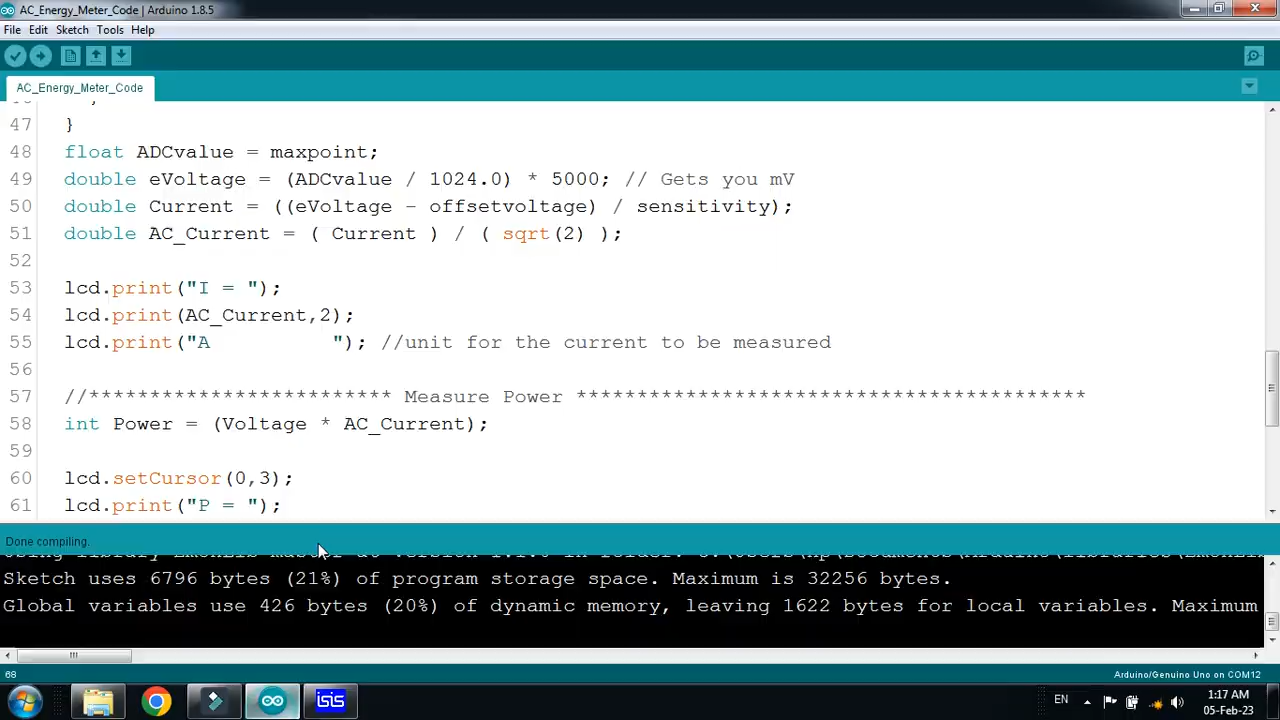 AC_Energy_Meter_Code | Arduino 1.8.5
File Edit Sketch Tools Help
AC_Energy_Meter_Code
47 }
48 float ADCvalue = maxpoint;
49 double eVoltage = (ADCvalue / 1024.0) * 5000; // Gets you mV
50 double Current = ((eVoltage - offsetvoltage) / sensitivity);
51 double AC_Current = ( Current ) / ( sqrt(2) );
52
53 lcd.print("I = ");
54 lcd.print(AC_Current,2);
55 lcd.print("A          "); //unit for the current to be measured
56
57 //************************* Measure Power ******************************************
58 int Power = (Voltage * AC_Current);
59
60 lcd.setCursor(0,3);
61 lcd.print("P = ");
Done compiling.
Sketch uses 6796 bytes (21%) of program storage space. Maximum is 32256 bytes.
Global variables use 426 bytes (20%) of dynamic memory, leaving 1622 bytes for local variables. Maximum
68 Arduino/Genuino Uno on COM12
isis
EN 1:17 AM
05-Feb-23